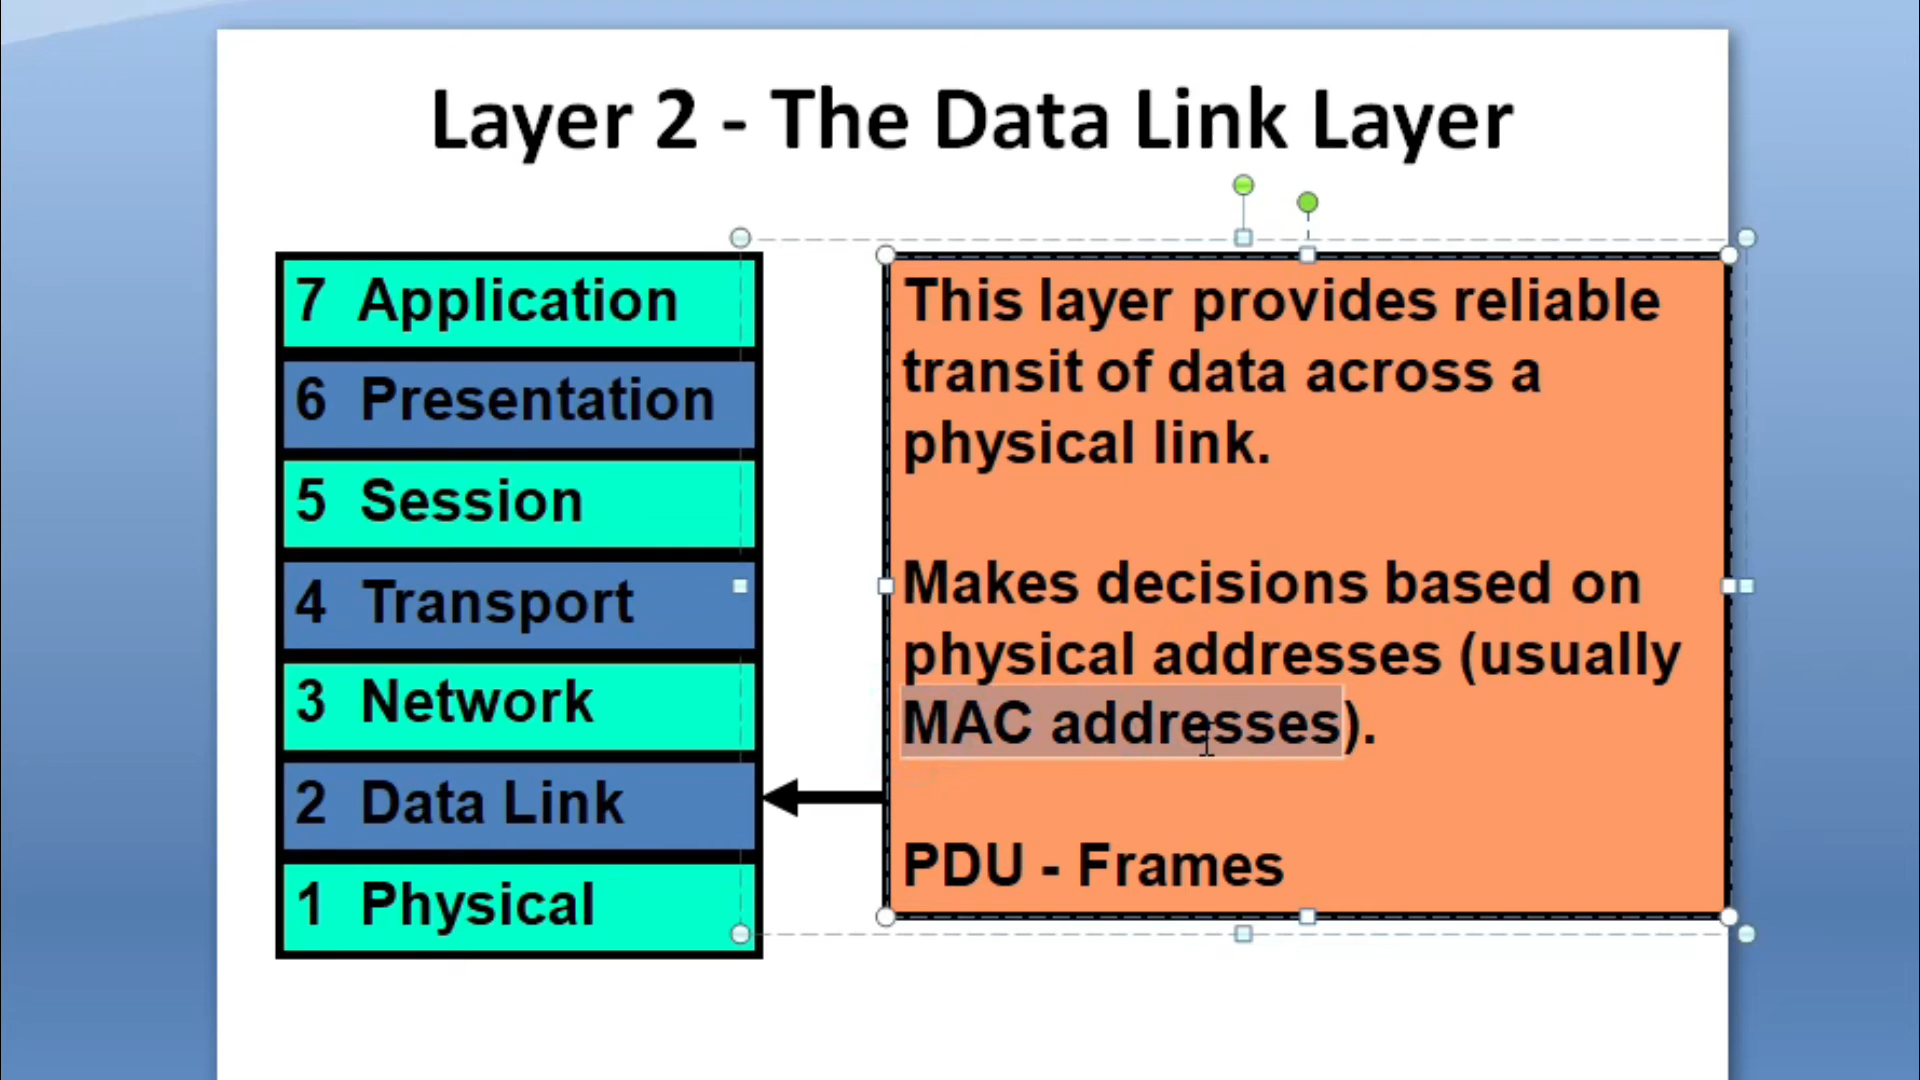 Layer 2 - The Data Link Layer
7 Application
6 Presentation
5 Session
4 Transport
3 Network
2 Data Link
1 Physical
This layer provides reliable
transit of data across a
physical link.
Makes decisions based on
physical addresses (usually
MAC addresses).
PDU - Frames